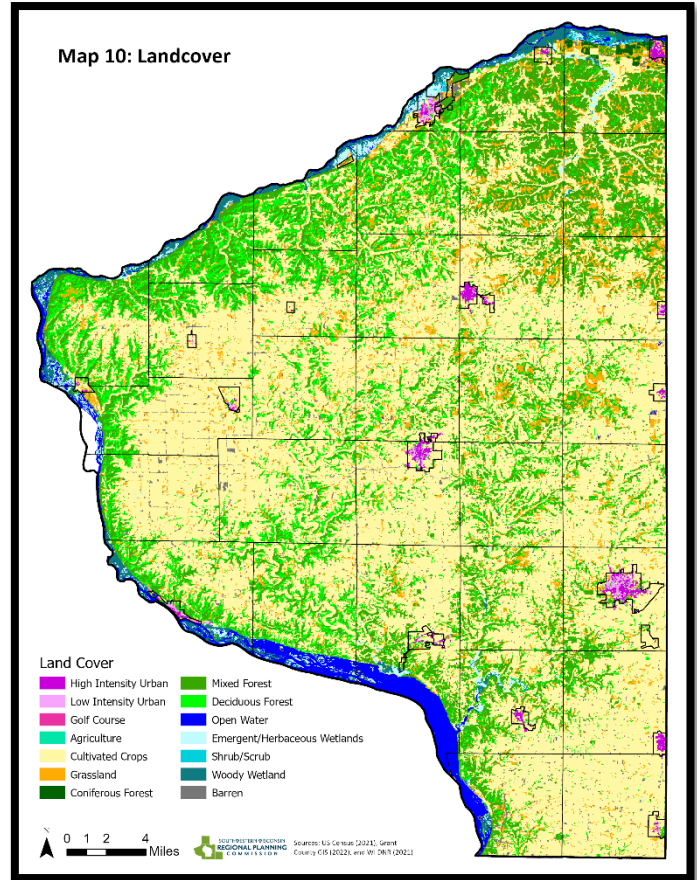 Map 10: Landcover
Land Cover
High Intensity Urban
Low Intensity Urban
Golf Course
Agriculture
Cultivated Crops
Grassland
Coniferous Forest
Mixed Forest
Deciduous Forest
Open Water
Emergent/Herbaceous Wetlands
Shrub/Scrub
Woody Wetland
Barren
N
0 1 2 4
Miles
SOUTHWESTERN WISCONSIN
REGIONAL PLANNING
COMMISSION
Sources: US Census (2021), Grant
County GIS (2022), and WI DNR (2021)